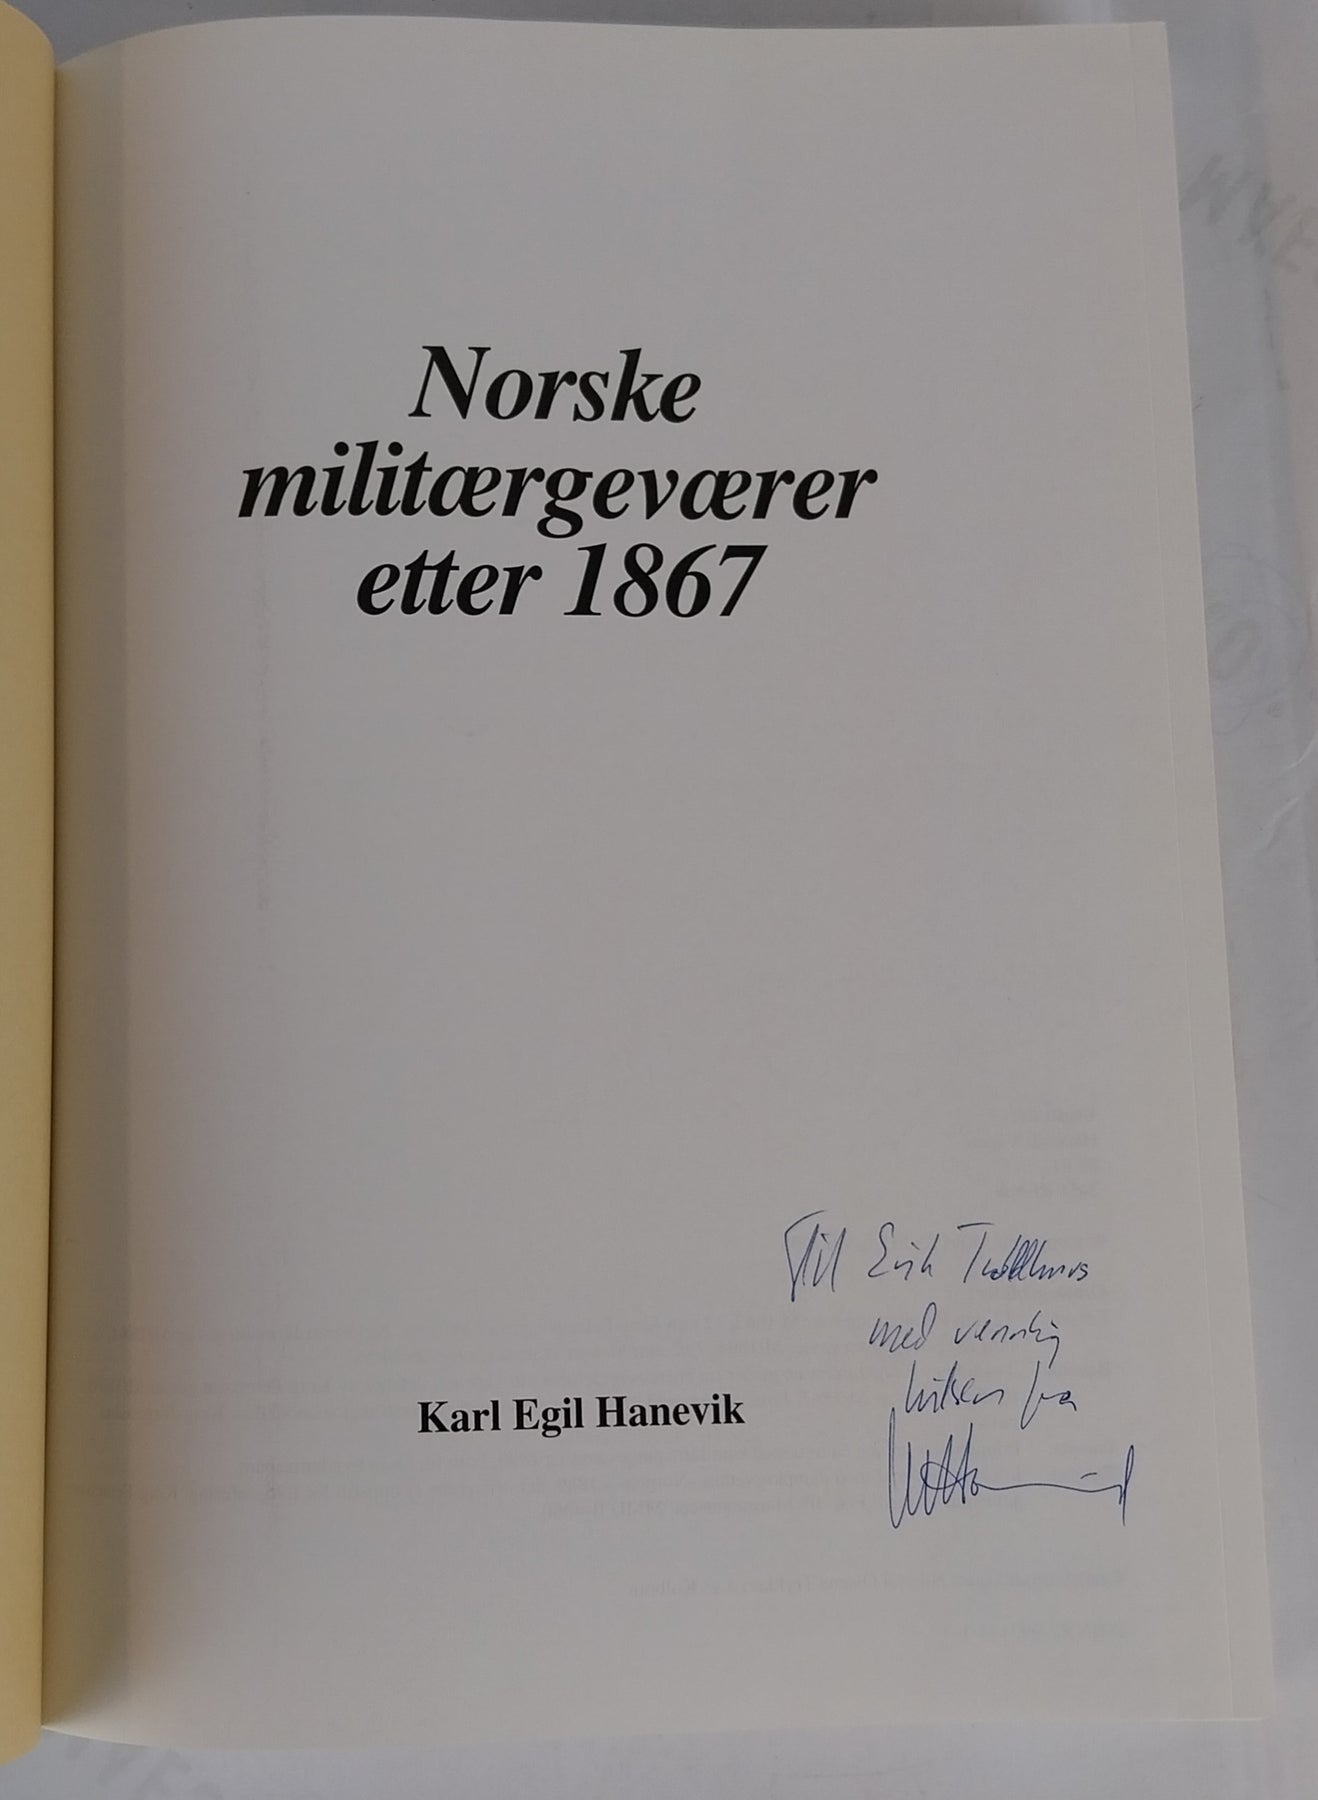 Norske
militærgeværer
etter 1867
Karl Egil Hanevik
Til Erik
med vennlig
hilsen fra